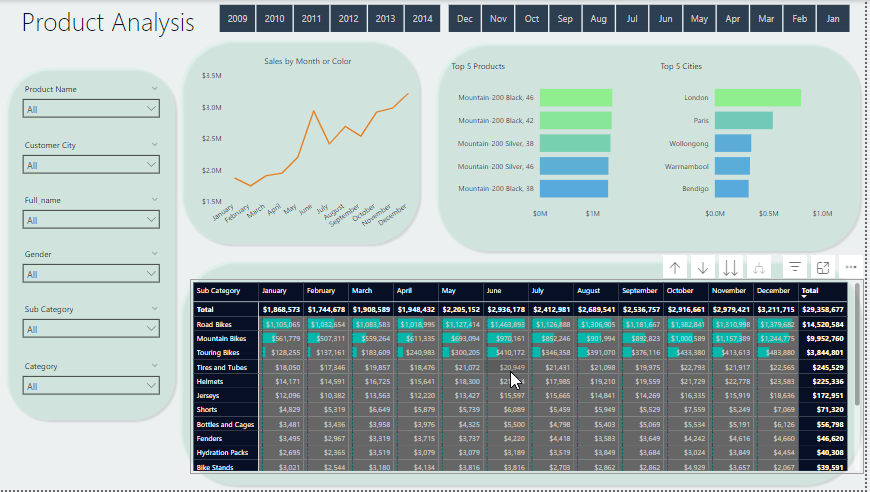 Product Analysis
2009 2010 2011 2012 2013 2014
Dec Nov Oct Sep Aug Jul Jun May Apr Mar Feb Jan
Product Name
All
Customer City
All
Full_name
All
Gender
All
Sub Category
All
Category
All
Sales by Month or Color
$3.5M
$3.0M
$2.5M
$2.0M
$1.5M
January
February
March
April
May
June
July
August
September
October
November
December
Top 5 Products
Mountain-200 Black, 46
Mountain-200 Black, 42
Mountain-200 Silver, 38
Mountain-200 Silver, 46
Mountain-200 Black, 38
$0M $1M
Top 5 Cities
London
Paris
Wollongong
Warrnambool
Bendigo
$0.0M $0.5M $1.0M
Sub Category January February March April May June July August September October November December Total
Total $1,868,573 $1,744,678 $1,908,589 $1,948,432 $2,205,152 $2,936,178 $2,412,981 $2,689,541 $2,536,757 $2,916,661 $2,979,421 $3,211,715 $29,358,677
Road Bikes $1,105,065 $1,032,654 $1,083,583 $1,018,995 $1,127,414 $1,463,893 $1,126,888 $1,306,905 $1,181,667 $1,382,841 $1,310,998 $1,379,682 $14,520,584
Mountain Bikes $561,779 $507,311 $559,264 $611,335 $693,094 $970,161 $852,246 $901,994 $892,823 $1,000,589 $1,157,389 $1,244,775 $9,952,760
Touring Bikes $128,255 $137,161 $183,609 $240,983 $300,205 $410,172 $346,358 $391,070 $376,116 $433,380 $413,613 $483,880 $3,844,801
Tires and Tubes $18,050 $17,346 $19,857 $18,476 $21,072 $20,949 $21,431 $21,098 $19,975 $22,793 $21,917 $22,565 $245,529
Helmets $14,171 $14,591 $16,725 $15,641 $18,300 $17,985 $19,210 $19,559 $21,729 $22,778 $23,583 $225,336
Jerseys $12,096 $10,382 $13,563 $12,220 $13,427 $15,597 $15,665 $14,841 $14,269 $16,335 $15,919 $18,636 $172,951
Shorts $4,829 $5,319 $6,649 $5,879 $5,739 $6,089 $5,459 $5,949 $5,529 $7,559 $5,249 $7,069 $71,320
Bottles and Cages $3,481 $3,436 $3,958 $3,976 $4,325 $5,500 $4,798 $5,403 $5,069 $5,534 $5,191 $6,126 $56,798
Fenders $3,495 $2,967 $3,319 $3,715 $3,737 $4,220 $4,418 $3,583 $3,649 $4,242 $4,616 $4,660 $46,620
Hydration Packs $2,695 $2,365 $3,519 $3,079 $3,079 $3,189 $3,519 $3,849 $3,684 $3,024 $3,849 $4,454 $40,308
Bike Stands $3,021 $2,544 $3,180 $4,134 $3,816 $3,816 $2,703 $2,862 $2,862 $4,929 $3,657 $2,067 $39,591